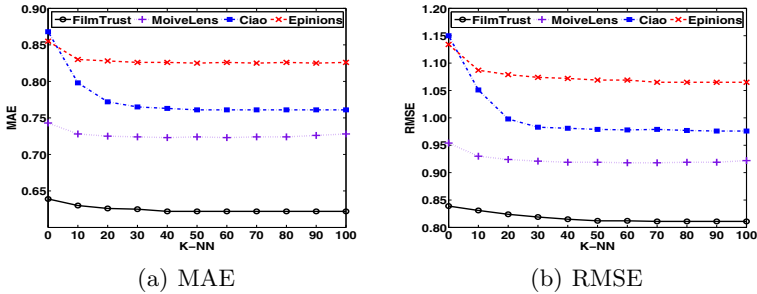 FilmTrust MoiveLens Ciao Epinions
0.90
0.85
0.80
0.75
0.70
0.65
MAE
0 10 20 30 40 50 60 70 80 90 100
K-NN
(a) MAE
FilmTrust MoiveLens Ciao Epinions
1.20
1.15
1.10
1.05
1.00
0.95
0.90
0.85
0.80
RMSE
0 10 20 30 40 50 60 70 80 90 100
K-NN
(b) RMSE